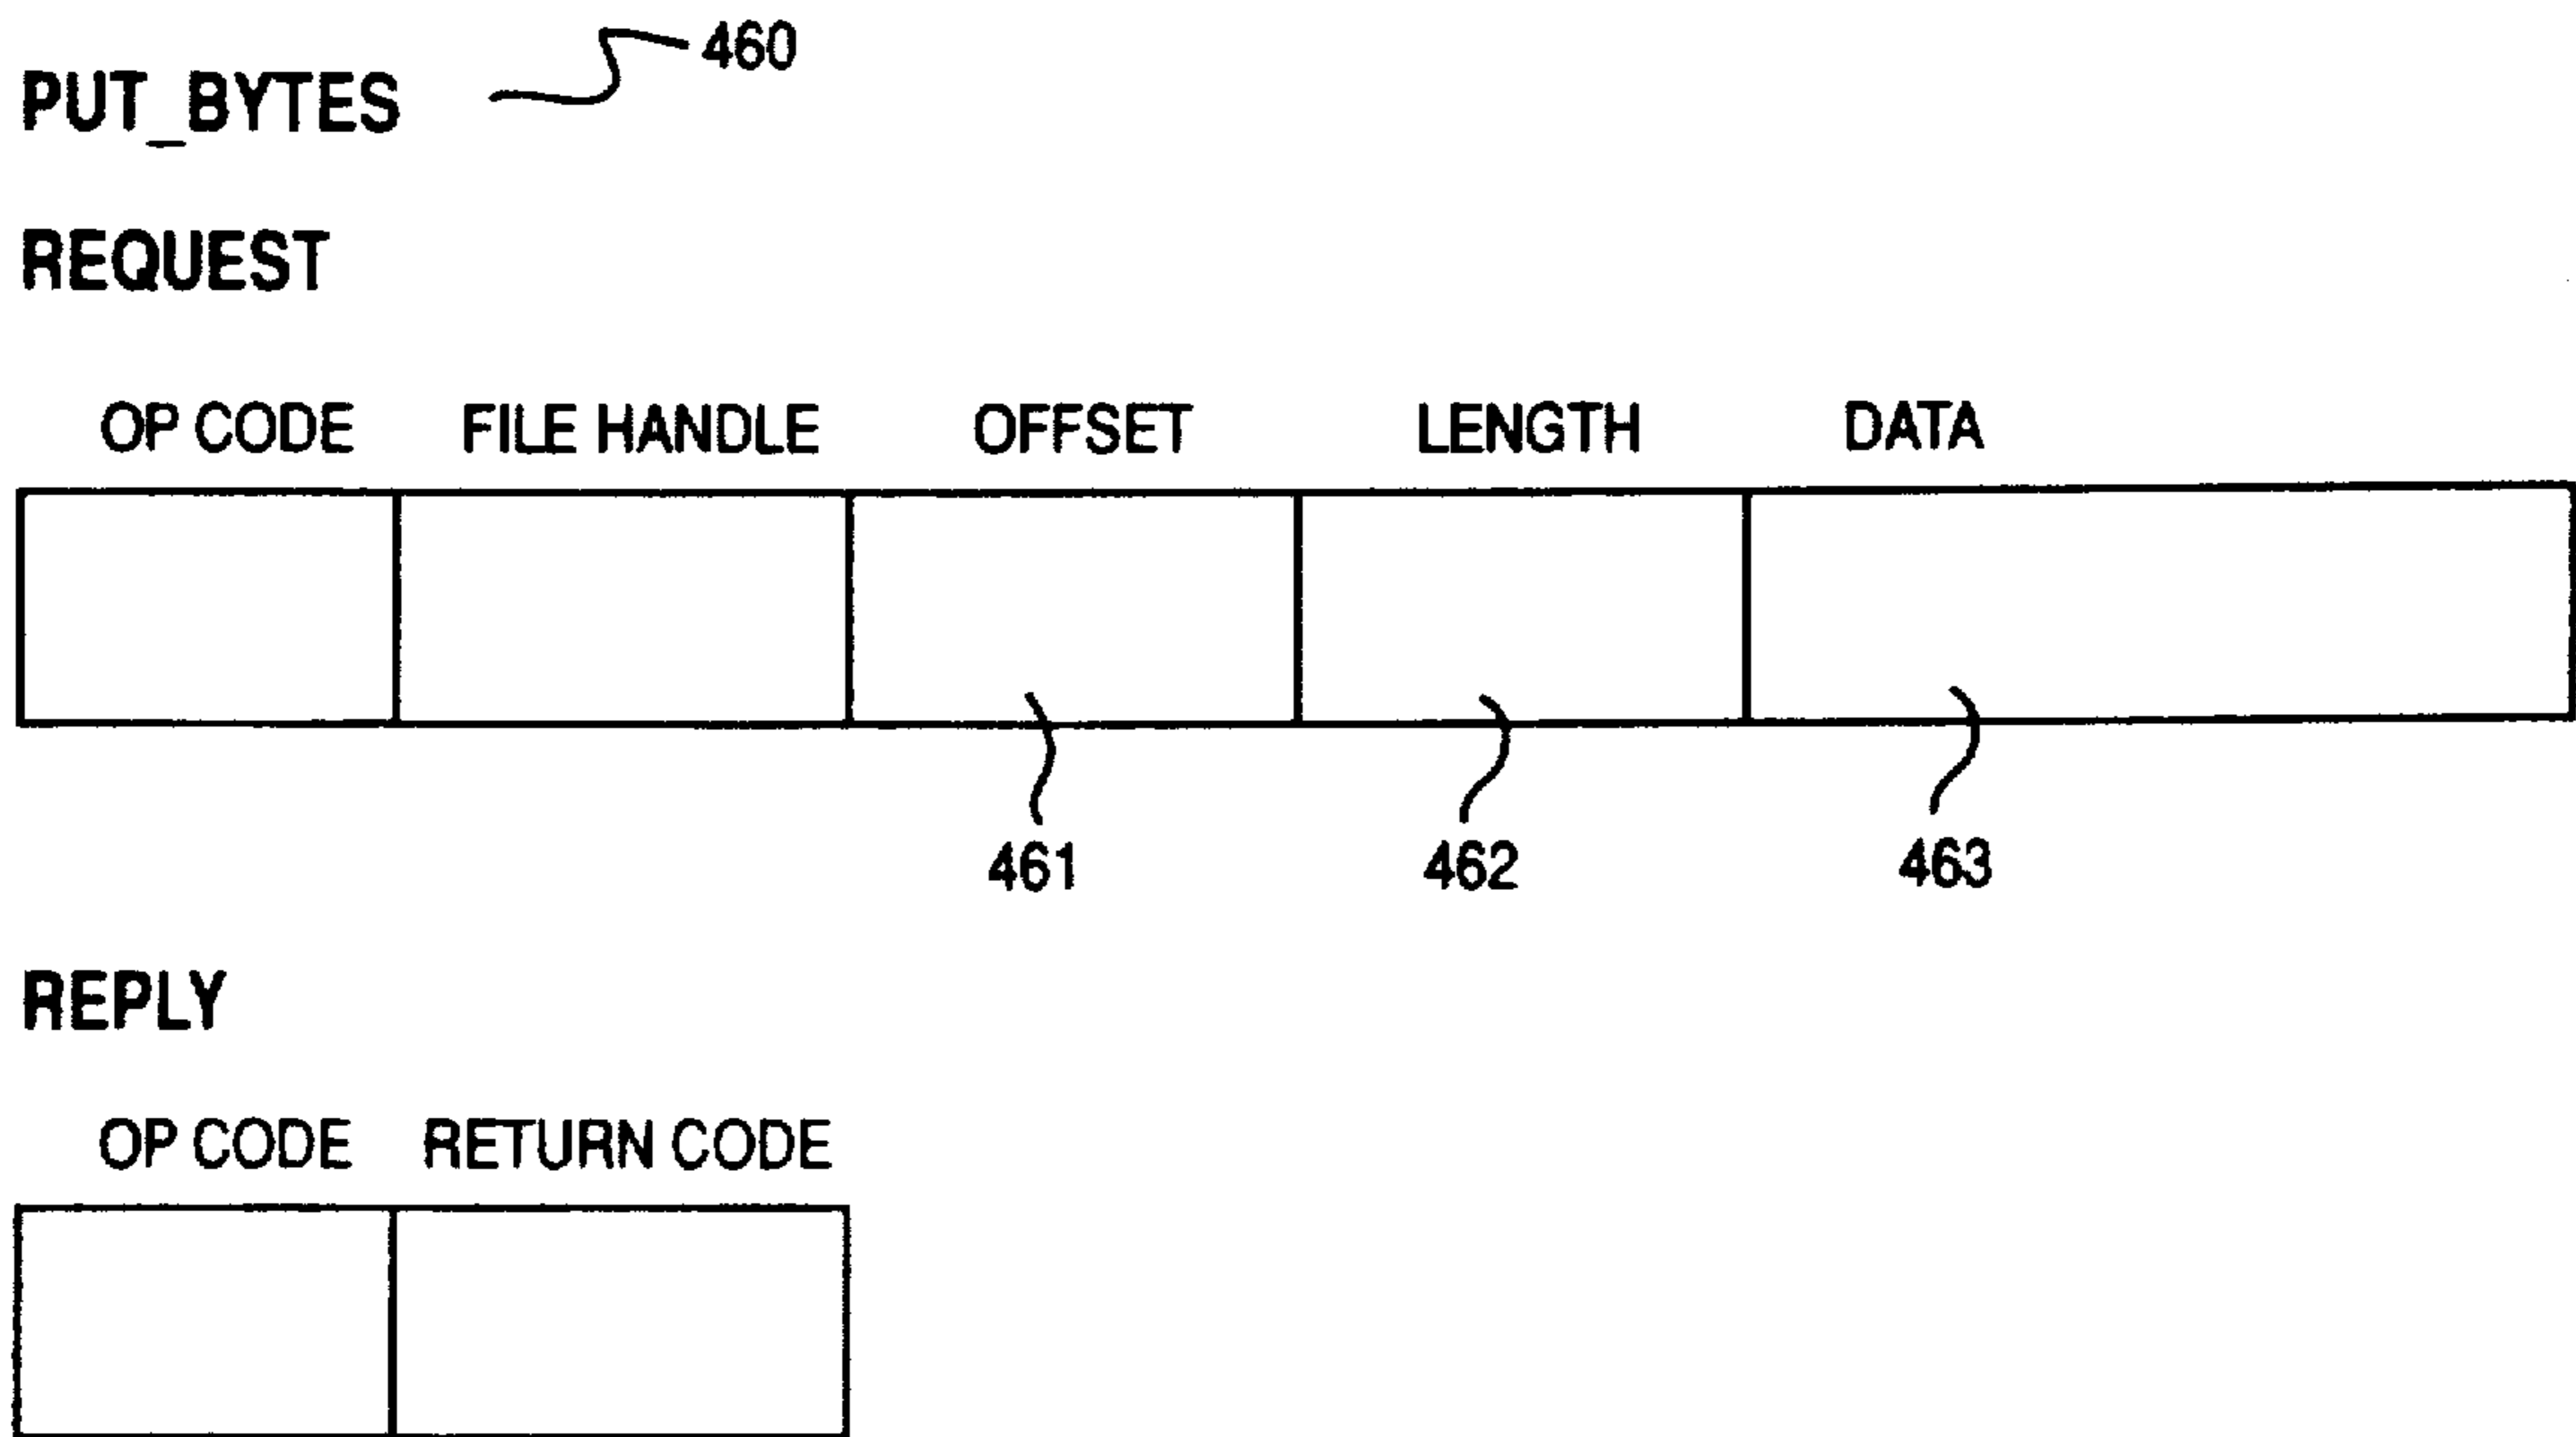 460
PUT_BYTES
REQUEST
OP CODE FILE HANDLE OFFSET LENGTH DATA
461 462 463
REPLY
OP CODE RETURN CODE